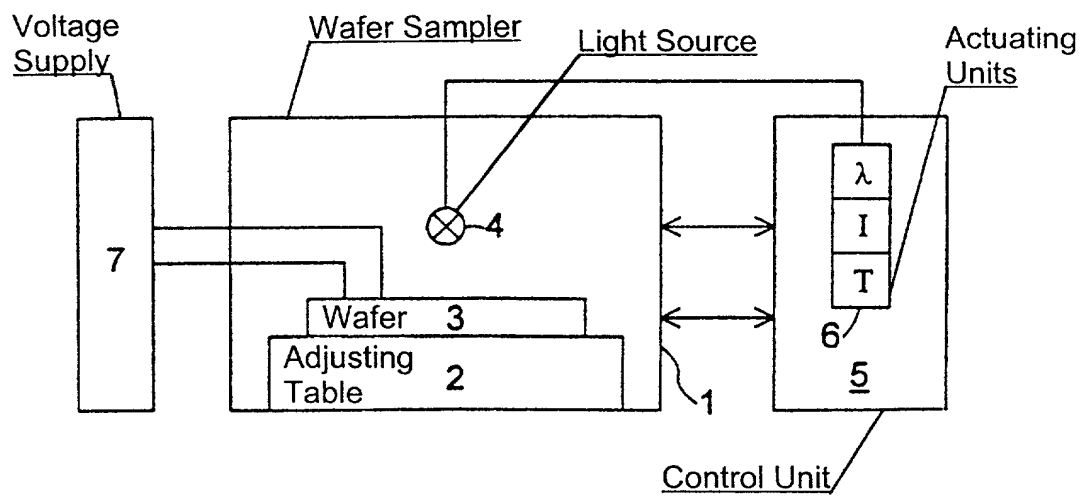 Voltage
Supply
Wafer Sampler
Light Source
Actuating
Units
λ
I
T
4
7
Wafer 3
6
Adjusting
Table
2
5
1
Control Unit